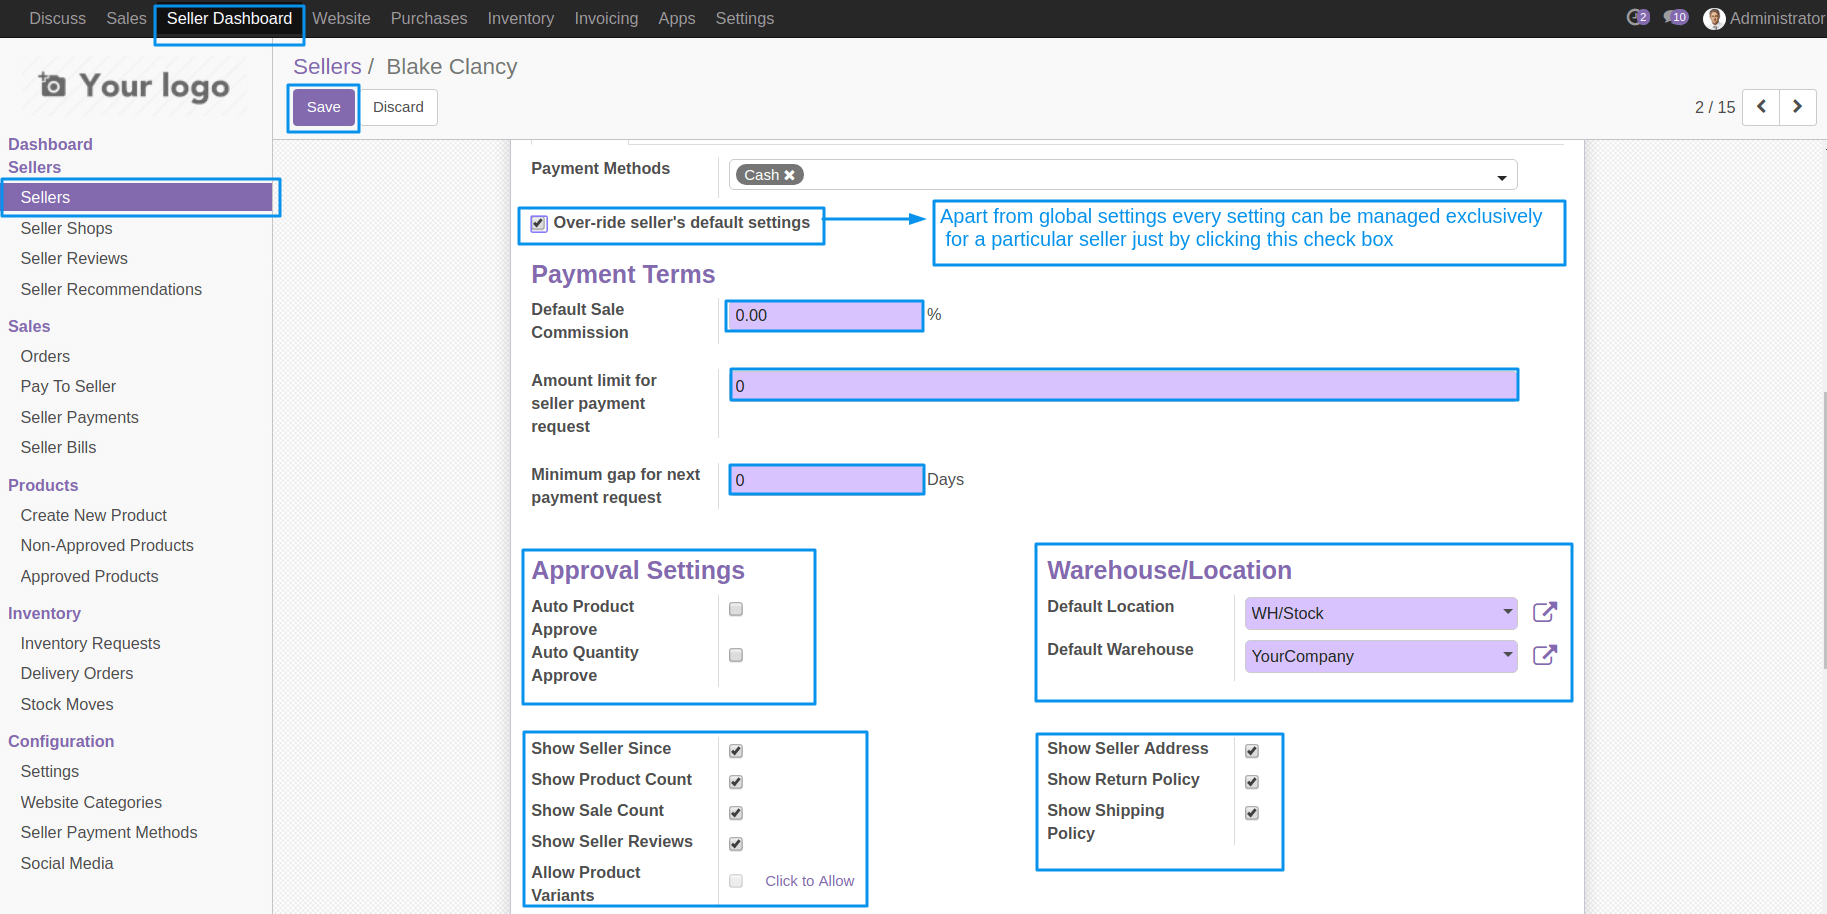 Discuss Sales Seller Dashboard Website Purchases Inventory Invoicing Apps Settings 2 10 Administrator
Your logo
Sellers / Blake Clancy
Save Discard
2 / 15
Dashboard
Sellers
Sellers
Seller Shops
Seller Reviews
Seller Recommendations
Sales
Orders
Pay To Seller
Seller Payments
Seller Bills
Products
Create New Product
Non-Approved Products
Approved Products
Inventory
Inventory Requests
Delivery Orders
Stock Moves
Configuration
Settings
Website Categories
Seller Payment Methods
Social Media
Payment Methods
Cash
Over-ride seller's default settings
Apart from global settings every setting can be managed exclusively
for a particular seller just by clicking this check box
Payment Terms
Default Sale
Commission
0.00 %
Amount limit for
seller payment
request
0
Minimum gap for next
payment request
0 Days
Approval Settings
Auto Product
Approve
Auto Quantity
Approve
Warehouse/Location
Default Location WH/Stock
Default Warehouse YourCompany
Show Seller Since
Show Product Count
Show Sale Count
Show Seller Reviews
Allow Product
Variants
Click to Allow
Show Seller Address
Show Return Policy
Show Shipping
Policy